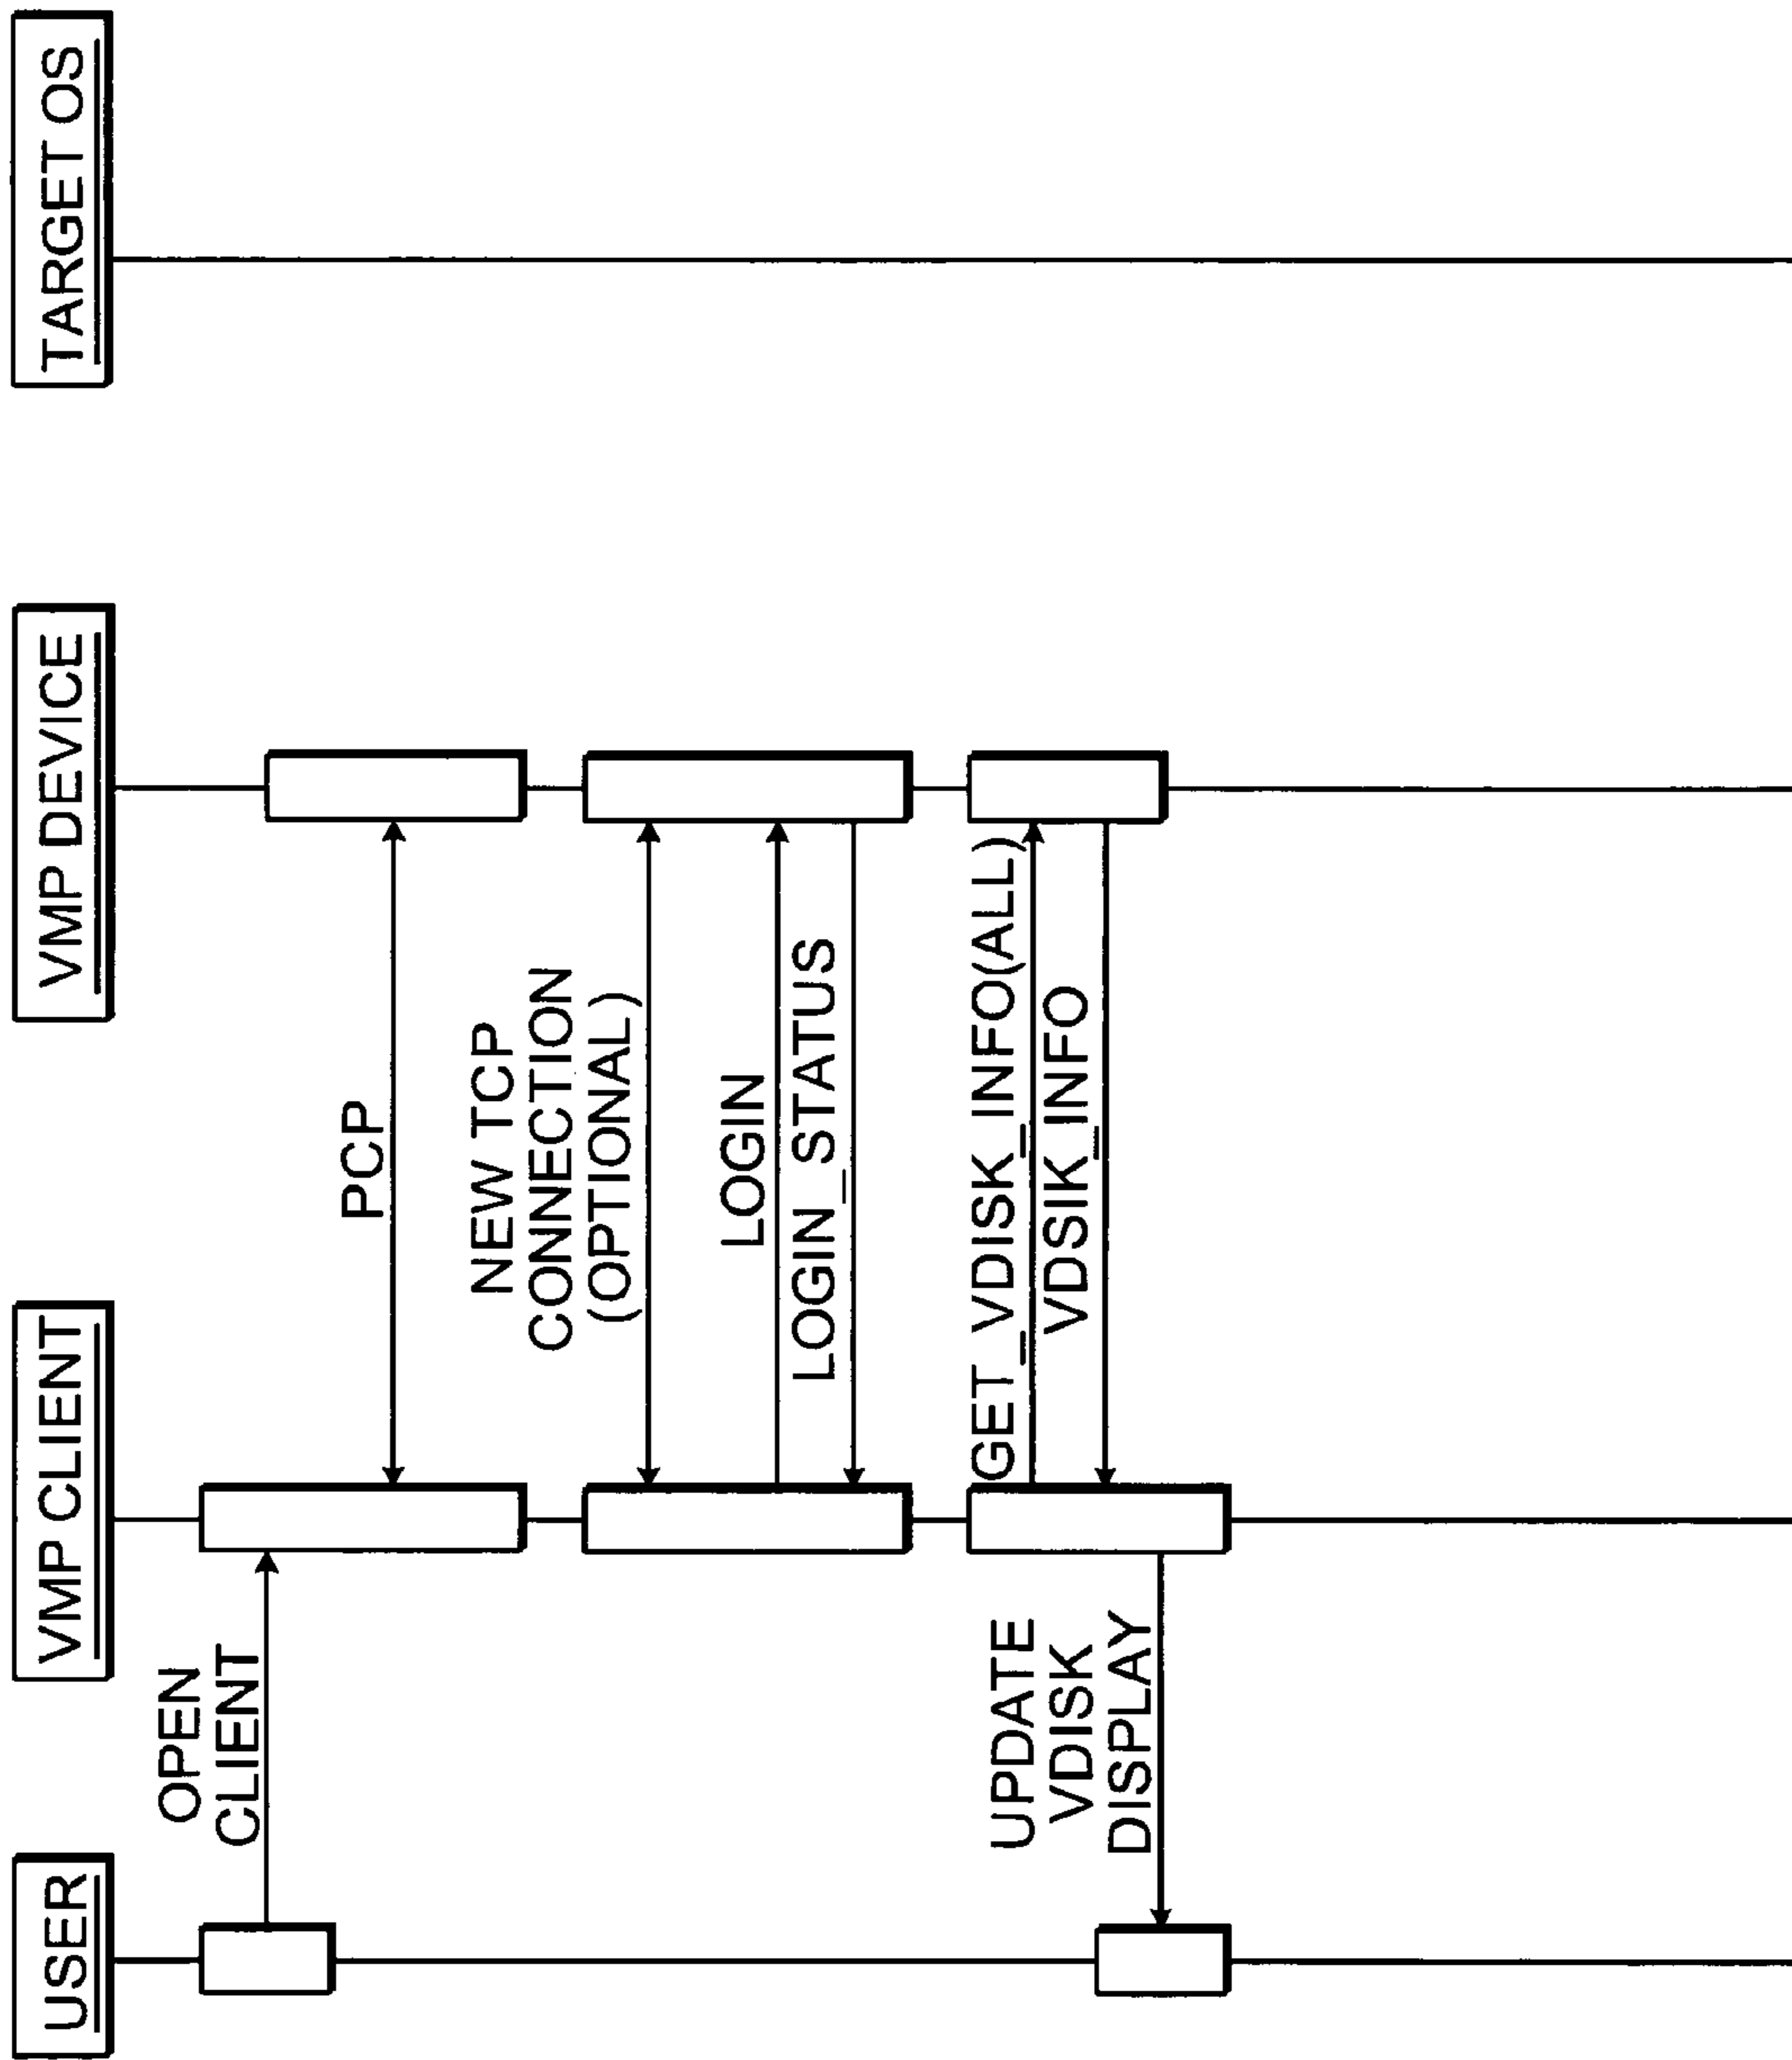 USER
VMP CLIENT
VMP DEVICE
TARGET OS
OPEN
CLIENT
PCP
NEW TCP
CONNECTION
(OPTIONAL)
LOGIN
LOGIN_STATUS
GET_VDISK_INFO(ALL)
VDSIK_INFO
UPDATE
VDISK
DISPLAY